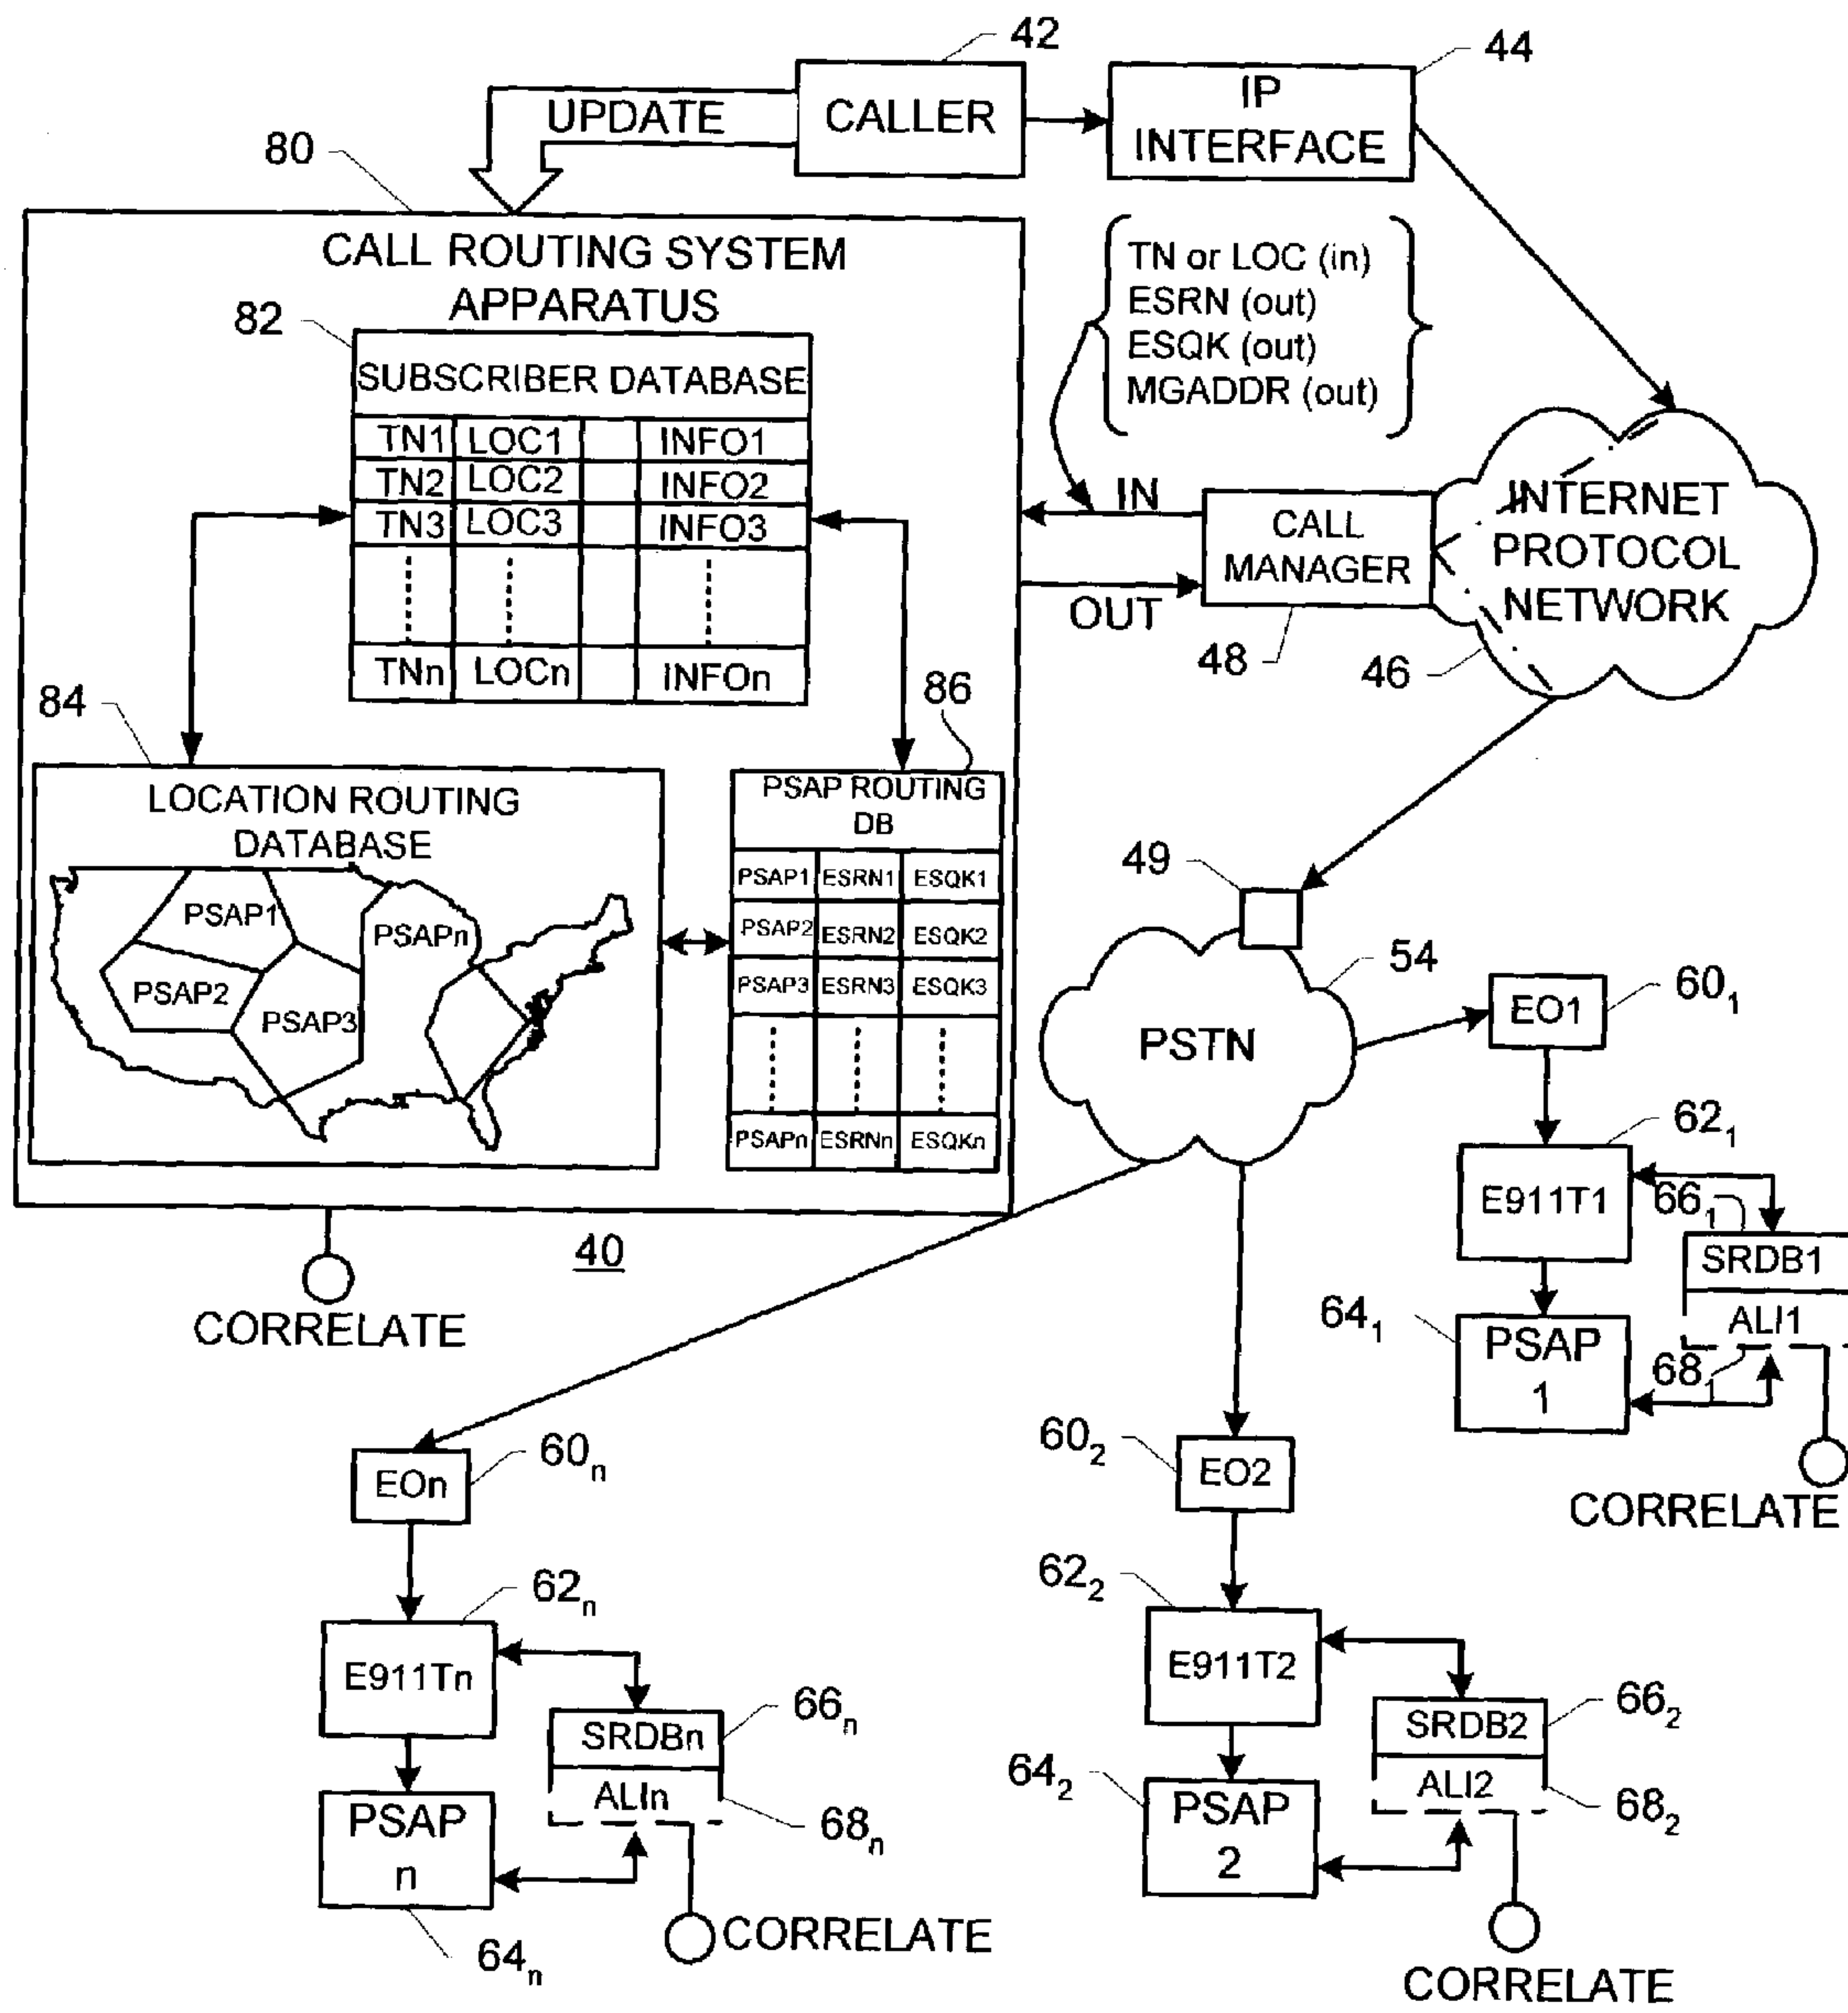 42
44
CALLER
IP
INTERFACE
UPDATE
80
CALL ROUTING SYSTEM
APPARATUS
TN or LOC (in)
ESRN (out)
ESQK (out)
MGADDR (out)
82
SUBSCRIBER DATABASE
TN1 LOC1 INFO1
TN2 LOC2 INFO2
TN3 LOC3 INFO3
TNn LOCn INFOn
IN
OUT
CALL
MANAGER
48
INTERNET
PROTOCOL
NETWORK
46
84
LOCATION ROUTING
DATABASE
PSAP1
PSAPn
PSAP2
PSAP3
86
PSAP ROUTING
DB
PSAP1 ESRN1 ESQK1
PSAP2 ESRN2 ESQK2
PSAP3 ESRN3 ESQK3
PSAPn ESRNn ESQKn
49
54
PSTN
EO1
60₁
62₁
E911T1
66₁
SRDB1
64₁
PSAP
1
ALI1
68₁
CORRELATE
40
CORRELATE
EOn
60ₙ
62ₙ
E911Tn
66ₙ
SRDBn
PSAP
n
ALIn
68ₙ
64ₙ
CORRELATE
60₂
EO2
62₂
E911T2
66₂
SRDB2
64₂
PSAP
2
ALI2
68₂
CORRELATE